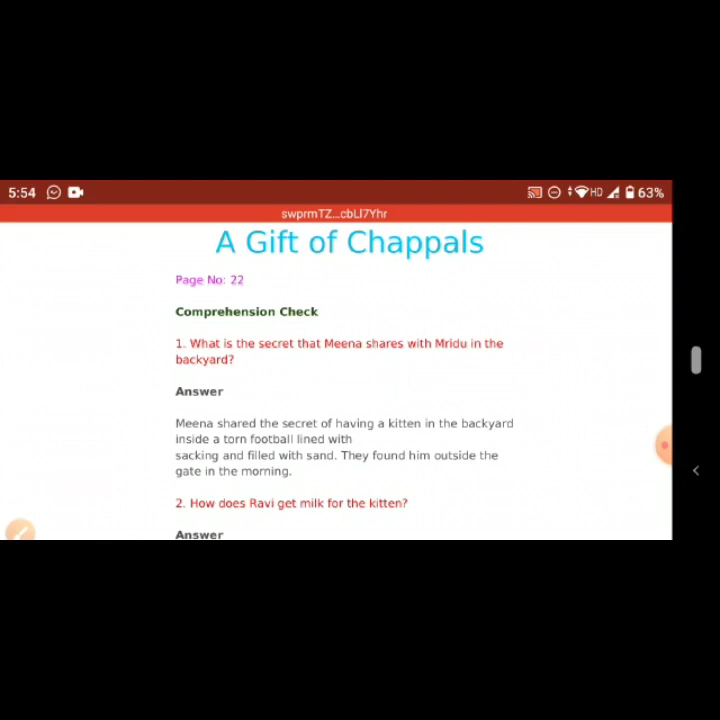 5:54 HD 63%
swprmTZ...cbLI7Yhr
A Gift of Chappals
Page No: 22
Comprehension Check
1. What is the secret that Meena shares with Mridu in the
backyard?
Answer
Meena shared the secret of having a kitten in the backyard
inside a torn football lined with
sacking and filled with sand. They found him outside the
gate in the morning.
2. How does Ravi get milk for the kitten?
Answer